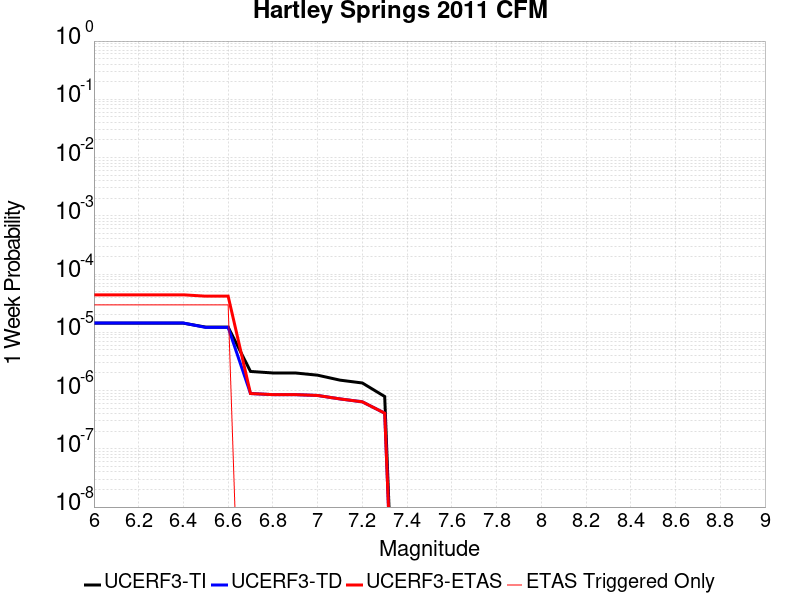 Hartley Springs 2011 CFM
10^0
10^-1
10^-2
10^-3
10^-4
10^-5
10^-6
10^-7
10^-8
1 Week Probability
6 6.2 6.4 6.6 6.8 7 7.2 7.4 7.6 7.8 8 8.2 8.4 8.6 8.8 9
Magnitude
UCERF3-TI UCERF3-TD UCERF3-ETAS ETAS Triggered Only